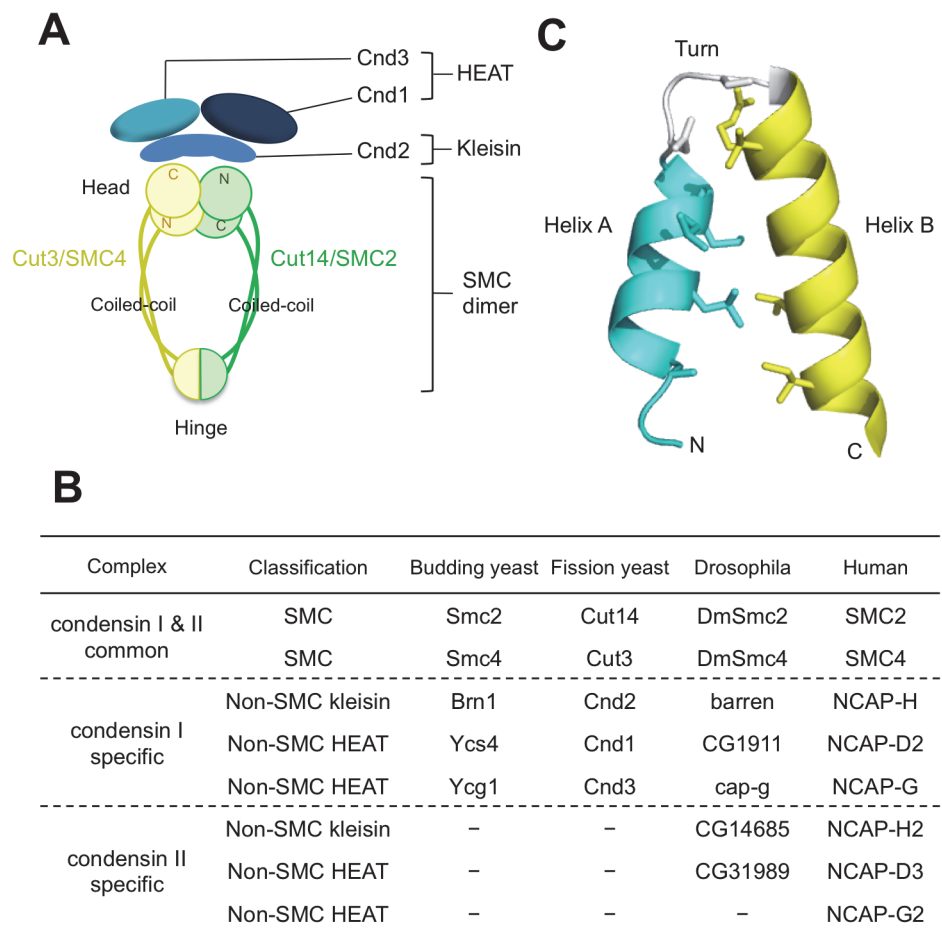 A
Cnd3
HEAT
Cnd1
Cnd2
Kleisin
Head
C
N
N
C
Cut3/SMC4
Cut14/SMC2
Coiled-coil
Coiled-coil
SMC
dimer
Hinge
C
Turn
Helix A
Helix B
N
C
B
Complex Classification Budding yeast Fission yeast Drosophila Human
condensin I & II
common
SMC Smc2 Cut14 DmSmc2 SMC2
SMC Smc4 Cut3 DmSmc4 SMC4
condensin I
specific
Non-SMC kleisin Brn1 Cnd2 barren NCAP-H
Non-SMC HEAT Ycs4 Cnd1 CG1911 NCAP-D2
Non-SMC HEAT Ycg1 Cnd3 cap-g NCAP-G
condensin II
specific
Non-SMC kleisin – – CG14685 NCAP-H2
Non-SMC HEAT – – CG31989 NCAP-D3
Non-SMC HEAT – – – NCAP-G2